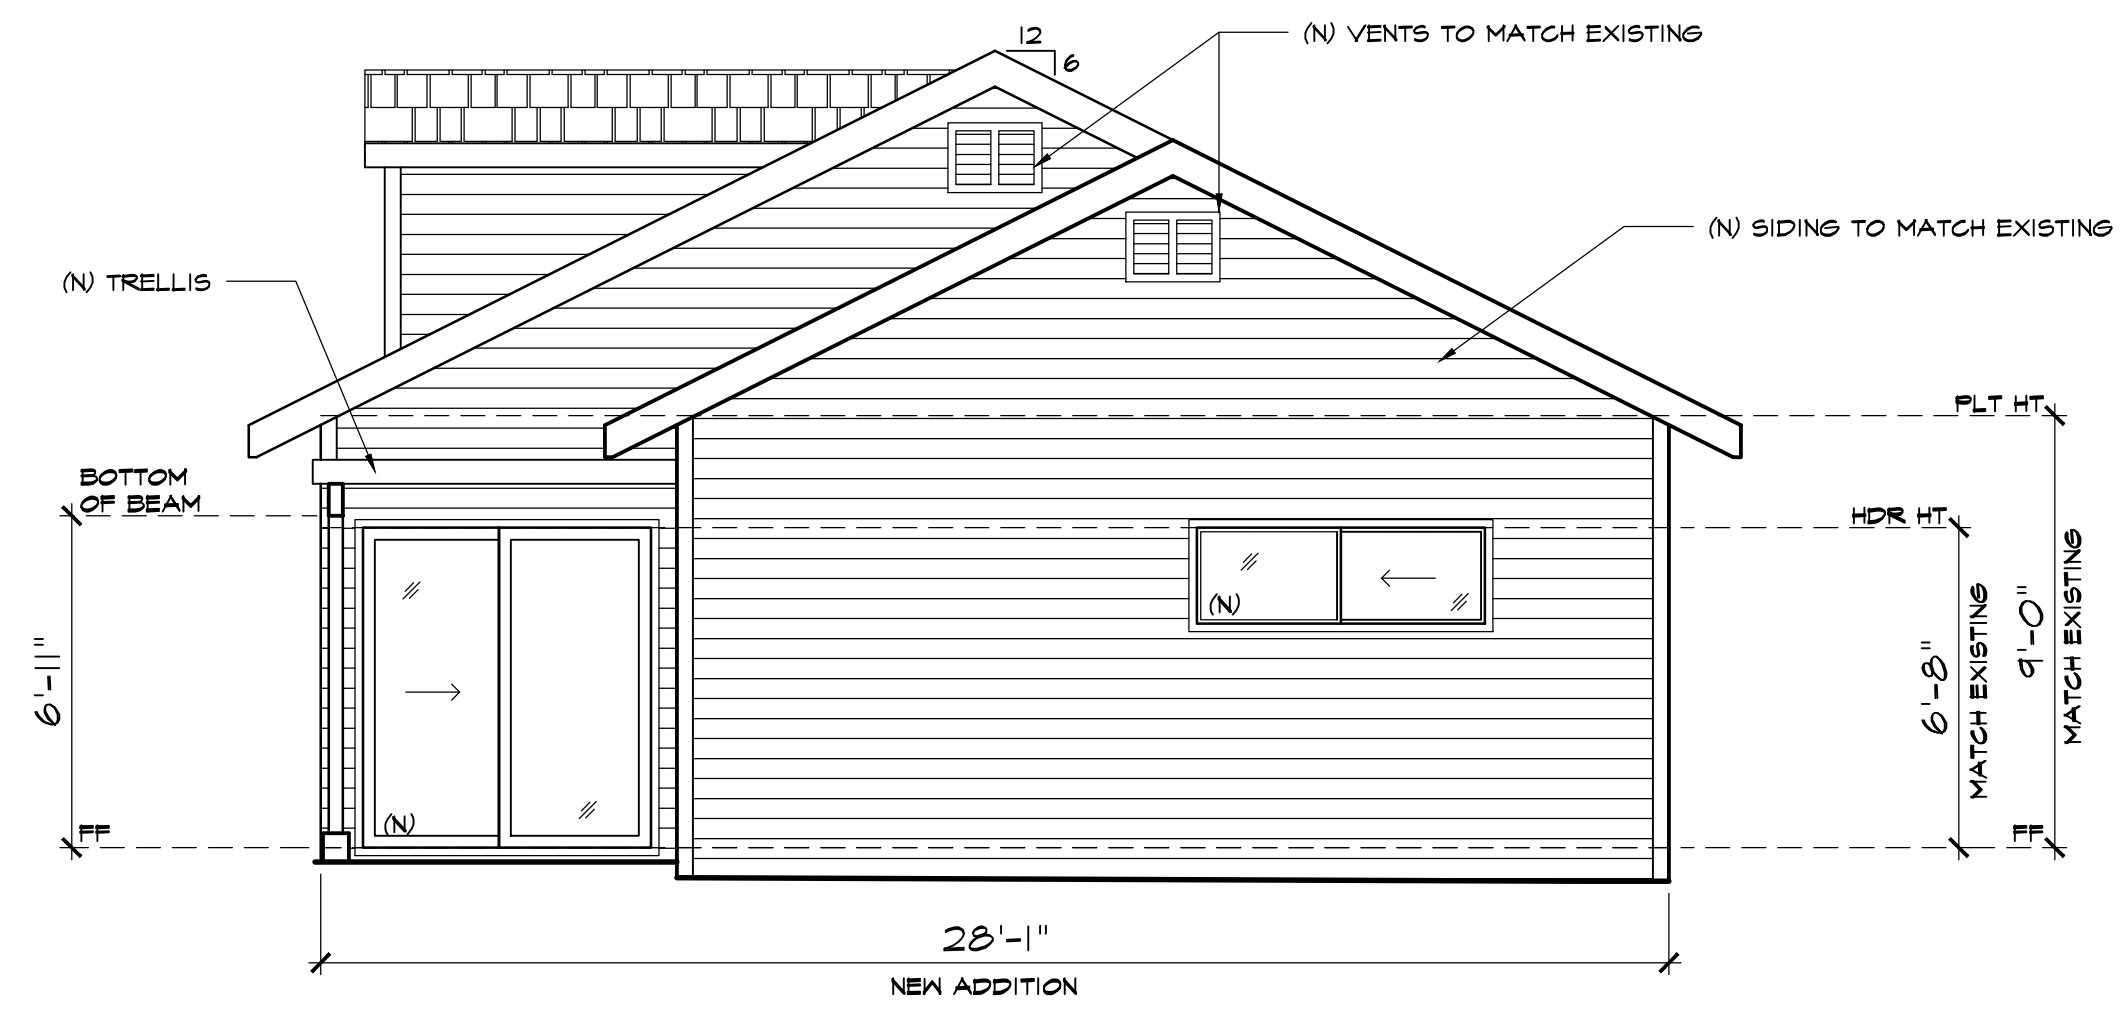 12
6
(N) VENTS TO MATCH EXISTING
(N) SIDING TO MATCH EXISTING
(N) TRELLIS
PLT HT
BOTTOM
OF BEAM
HDR HT
6'-11"
(N)
(N)
6'-8"
MATCH EXISTING
9'-0"
MATCH EXISTING
FF
FF
28'-1"
NEW ADDITION